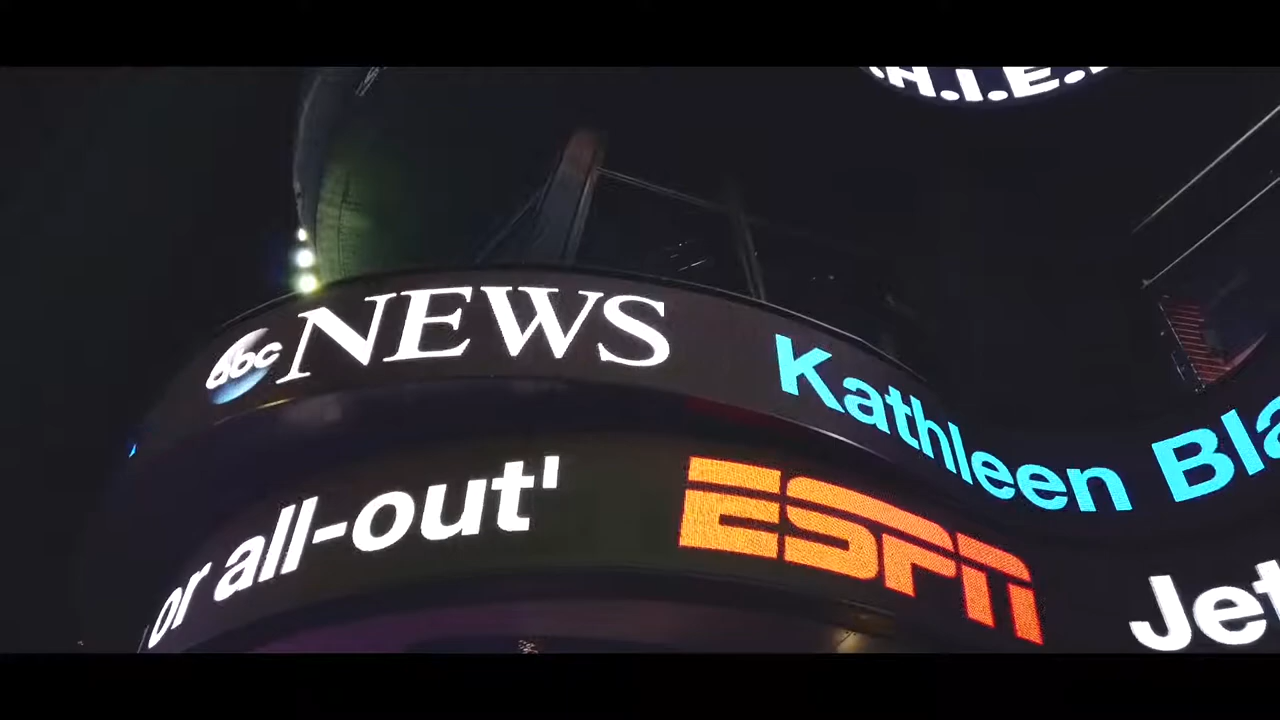 .H.I.E.
abc NEWS Kathleen Bla
or all-out' ESPN Jet